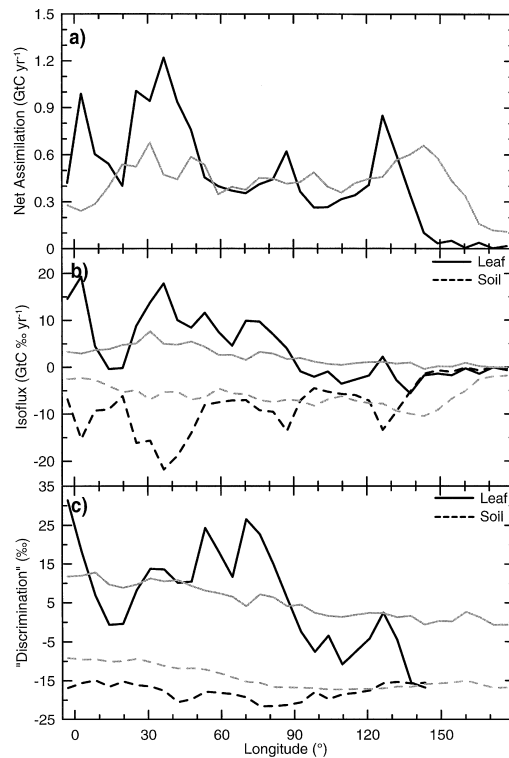 1.5
a)
1.2
0.9
0.6
0.3
0
Net Assimilation (GtC yr⁻¹)
b)
Leaf
Soil
20
10
0
-10
-20
Isoflux (GtC ‰ yr⁻¹)
35
c)
Leaf
Soil
25
15
5
-5
-15
-25
"Discrimination" (‰)
0 30 60 90 120 150
Longitude (°)